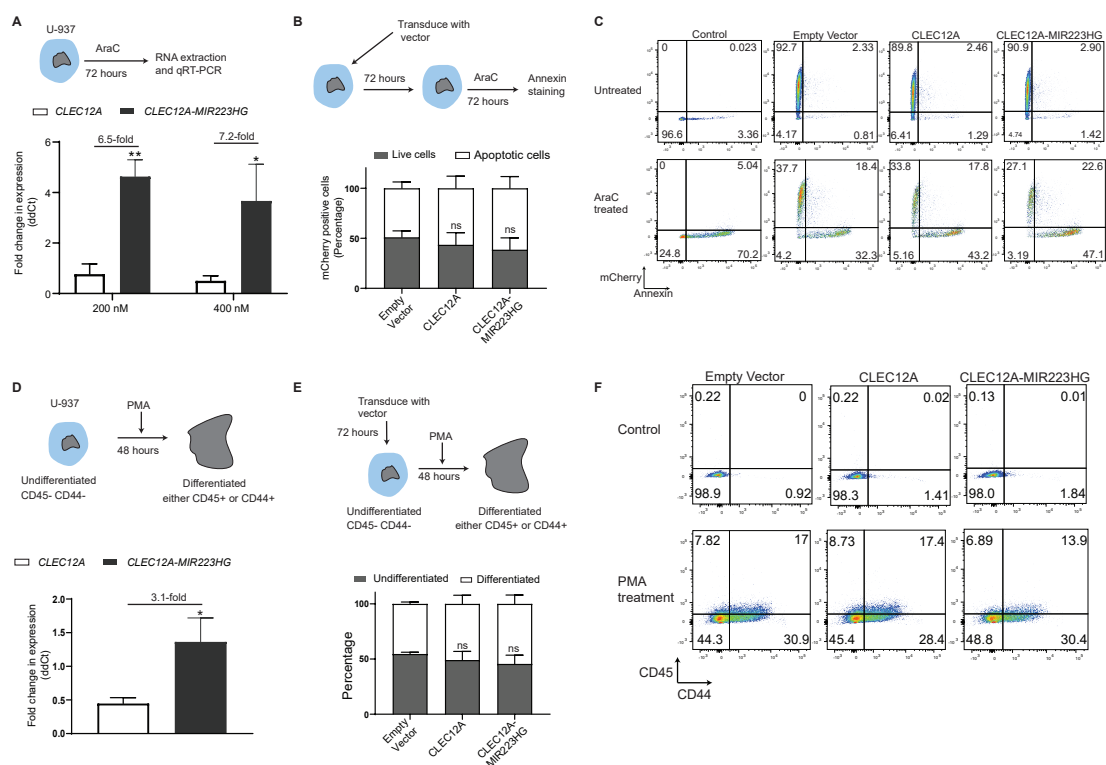 A
U-937
AraC
72 hours
RNA extraction
and qRT-PCR
CLEC12A
CLEC12A-MIR223HG
6.5-fold
7.2-fold
**
*
Fold change in expression
(ddCt)
6
4
2
0
200 nM
400 nM
B
Transduce with
vector
72 hours
AraC
72 hours
Annexin
staining
Live cells
Apoptotic cells
mCherry positive cells
(Percentage)
100
50
0
ns
ns
Empty
Vector
CLEC12A
CLEC12A-
MIR223HG
C
Control
Empty Vector
CLEC12A
CLEC12A-MIR223HG
Untreated
0 0.023
96.6 3.36
92.7 2.33
4.17 0.81
89.8 2.46
6.41 1.29
90.9 2.90
4.74 1.42
AraC
treated
0 5.04
24.8 70.2
37.7 18.4
4.2 32.3
33.8 17.8
5.16 43.2
27.1 22.6
3.19 47.1
mCherry
Annexin
D
U-937
PMA
48 hours
Undifferentiated
CD45- CD44-
Differentiated
either CD45+ or CD44+
CLEC12A
CLEC12A-MIR223HG
3.1-fold
*
Fold change in expression
(ddCt)
2.0
1.5
1.0
0.5
0.0
E
Transduce with
vector
72 hours
PMA
48 hours
Undifferentiated
CD45- CD44-
Differentiated
either CD45+ or CD44+
Undifferentiated
Differentiated
Percentage
100
50
0
ns
ns
Empty
Vector
CLEC12A
CLEC12A-
MIR223HG
F
Empty Vector
CLEC12A
CLEC12A-MIR223HG
Control
0.22 0
98.9 0.92
0.22 0.02
98.3 1.41
0.13 0.01
98.0 1.84
PMA
treatment
7.82 17
44.3 30.9
8.73 17.4
45.4 28.4
6.89 13.9
48.8 30.4
CD45
CD44